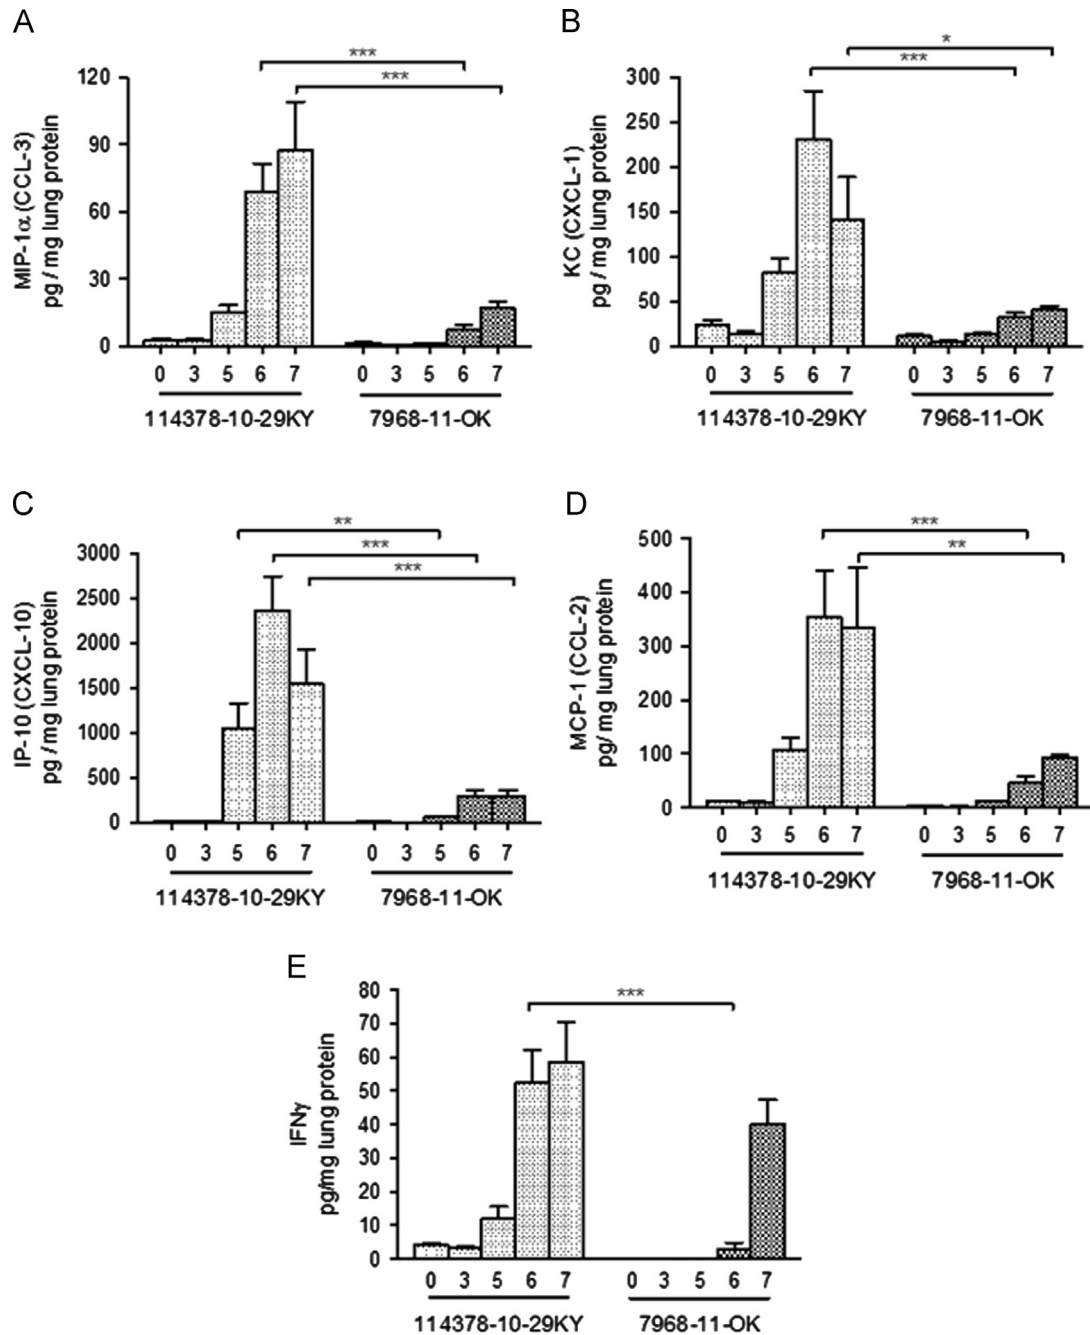 A
***
***
MIP-1α (CCL-3)
pg / mg lung protein
120
90
60
30
0
0 3 5 6 7 0 3 5 6 7
114378-10-29KY 7968-11-OK
B
*
***
KC (CXCL-1)
pg / mg lung protein
300
250
200
150
100
50
0
0 3 5 6 7 0 3 5 6 7
114378-10-29KY 7968-11-OK
C
**
***
***
IP-10 (CXCL-10)
pg / mg lung protein
3000
2500
2000
1500
1000
500
0
0 3 5 6 7 0 3 5 6 7
114378-10-29KY 7968-11-OK
D
***
**
MCP-1 (CCL-2)
pg/ mg lung protein
500
400
300
200
100
0
0 3 5 6 7 0 3 5 6 7
114378-10-29KY 7968-11-OK
E
***
IFNγ
pg/mg lung protein
80
70
60
50
40
30
20
10
0
0 3 5 6 7 0 3 5 6 7
114378-10-29KY 7968-11-OK